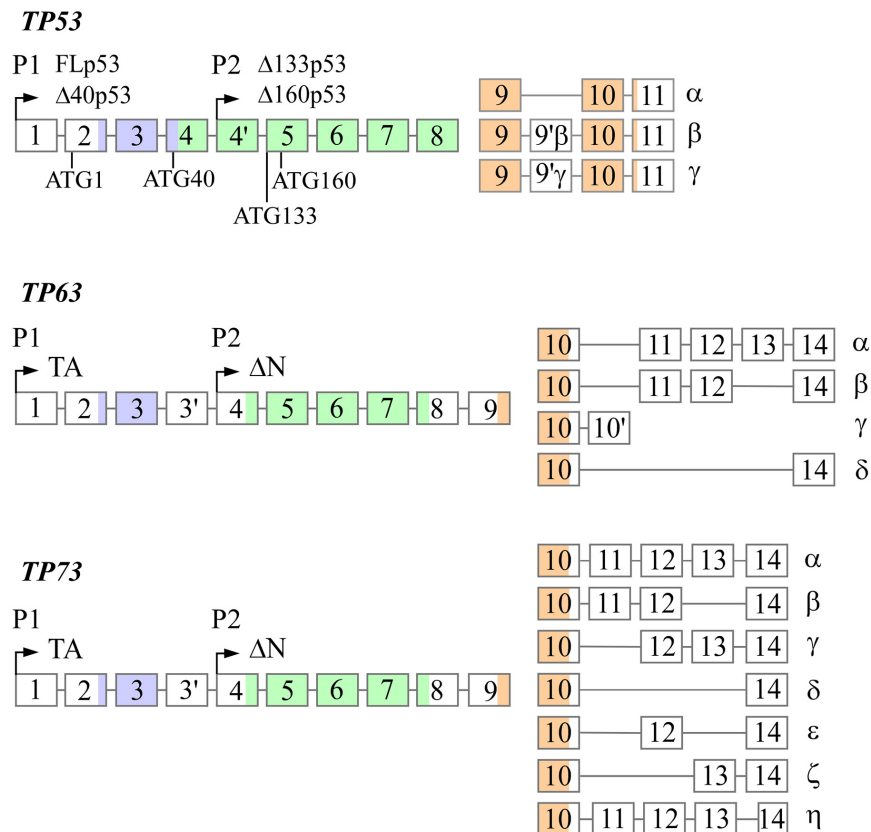 TP53
P1 FLp53 P2 Δ133p53
Δ40p53 Δ160p53
1 2 3 4 4' 5 6 7 8
ATG1 ATG40 ATG160
ATG133
9 10 11 α
9 9'β 10 11 β
9 9'γ 10 11 γ
TP63
P1 P2
TA ΔN
1 2 3 3' 4 5 6 7 8 9
10 11 12 13 14 α
10 11 12 14 β
10 10' γ
10 14 δ
TP73
P1 P2
TA ΔN
1 2 3 3' 4 5 6 7 8 9
10 11 12 13 14 α
10 11 12 14 β
10 12 13 14 γ
10 14 δ
10 12 14 ε
10 13 14 ζ
10 11 12 13 14 η